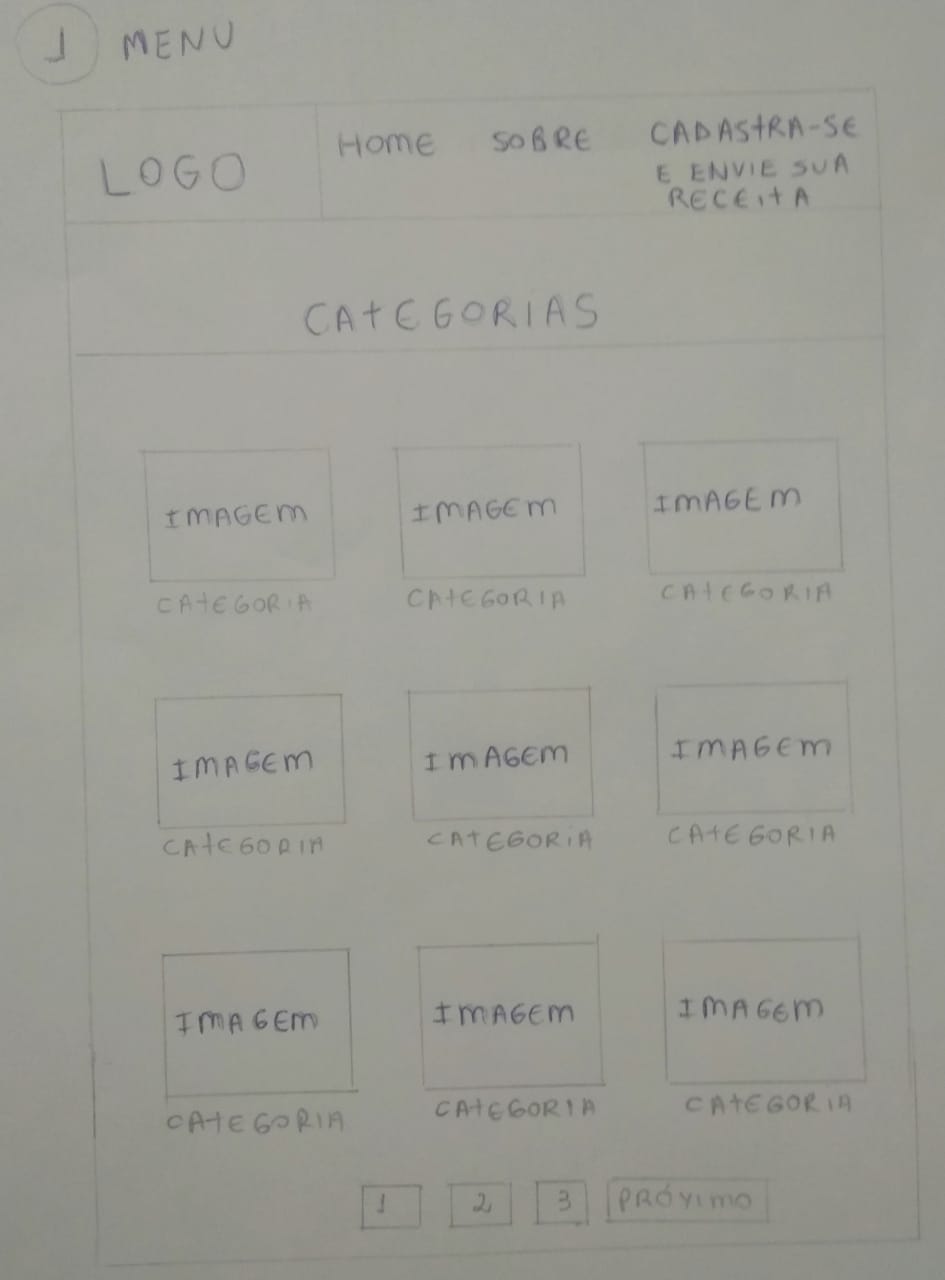 1 MENU
LOGO
HOME SOBRE CADASTRA-SE
E ENVIE SUA
RECEITA
CATEGORIAS
IMAGEM IMAGEM IMAGEM
CATEGORIA CATEGORIA CATEGORIA
IMAGEM IMAGEM IMAGEM
CATEGORIA CATEGORIA CATEGORIA
IMAGEM IMAGEM IMAGEM
CATEGORIA CATEGORIA CATEGORIA
1 2 3 PRÓXIMO